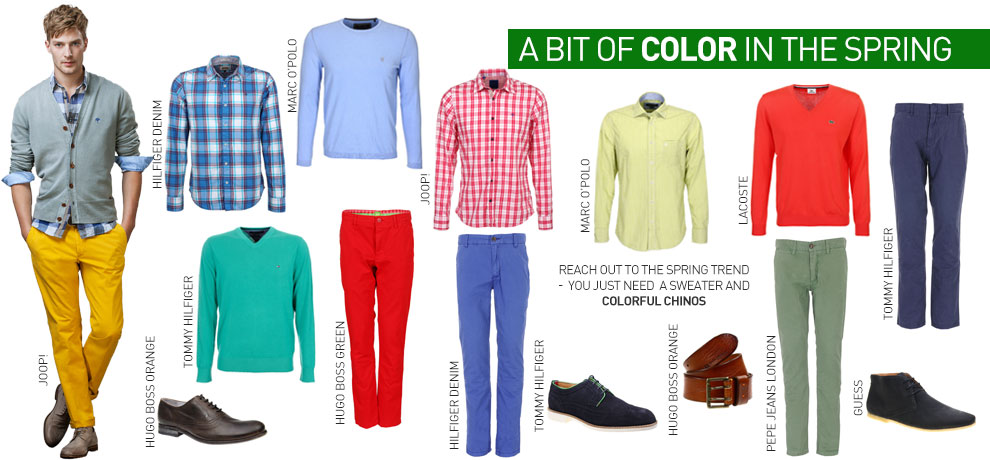 A BIT OF COLOR IN THE SPRING
HILFIGER DENIM
MARC O'POLO
JOOP!
MARC O'POLO
LACOSTE
TOMMY HILFIGER
REACH OUT TO THE SPRING TREND
- YOU JUST NEED A SWEATER AND
COLORFUL CHINOS
JOOP!
HUGO BOSS ORANGE
TOMMY HILFIGER
HUGO BOSS GREEN
HILFIGER DENIM
TOMMY HILFIGER
HUGO BOSS ORANGE
PEPE JEANS LONDON
GUESS